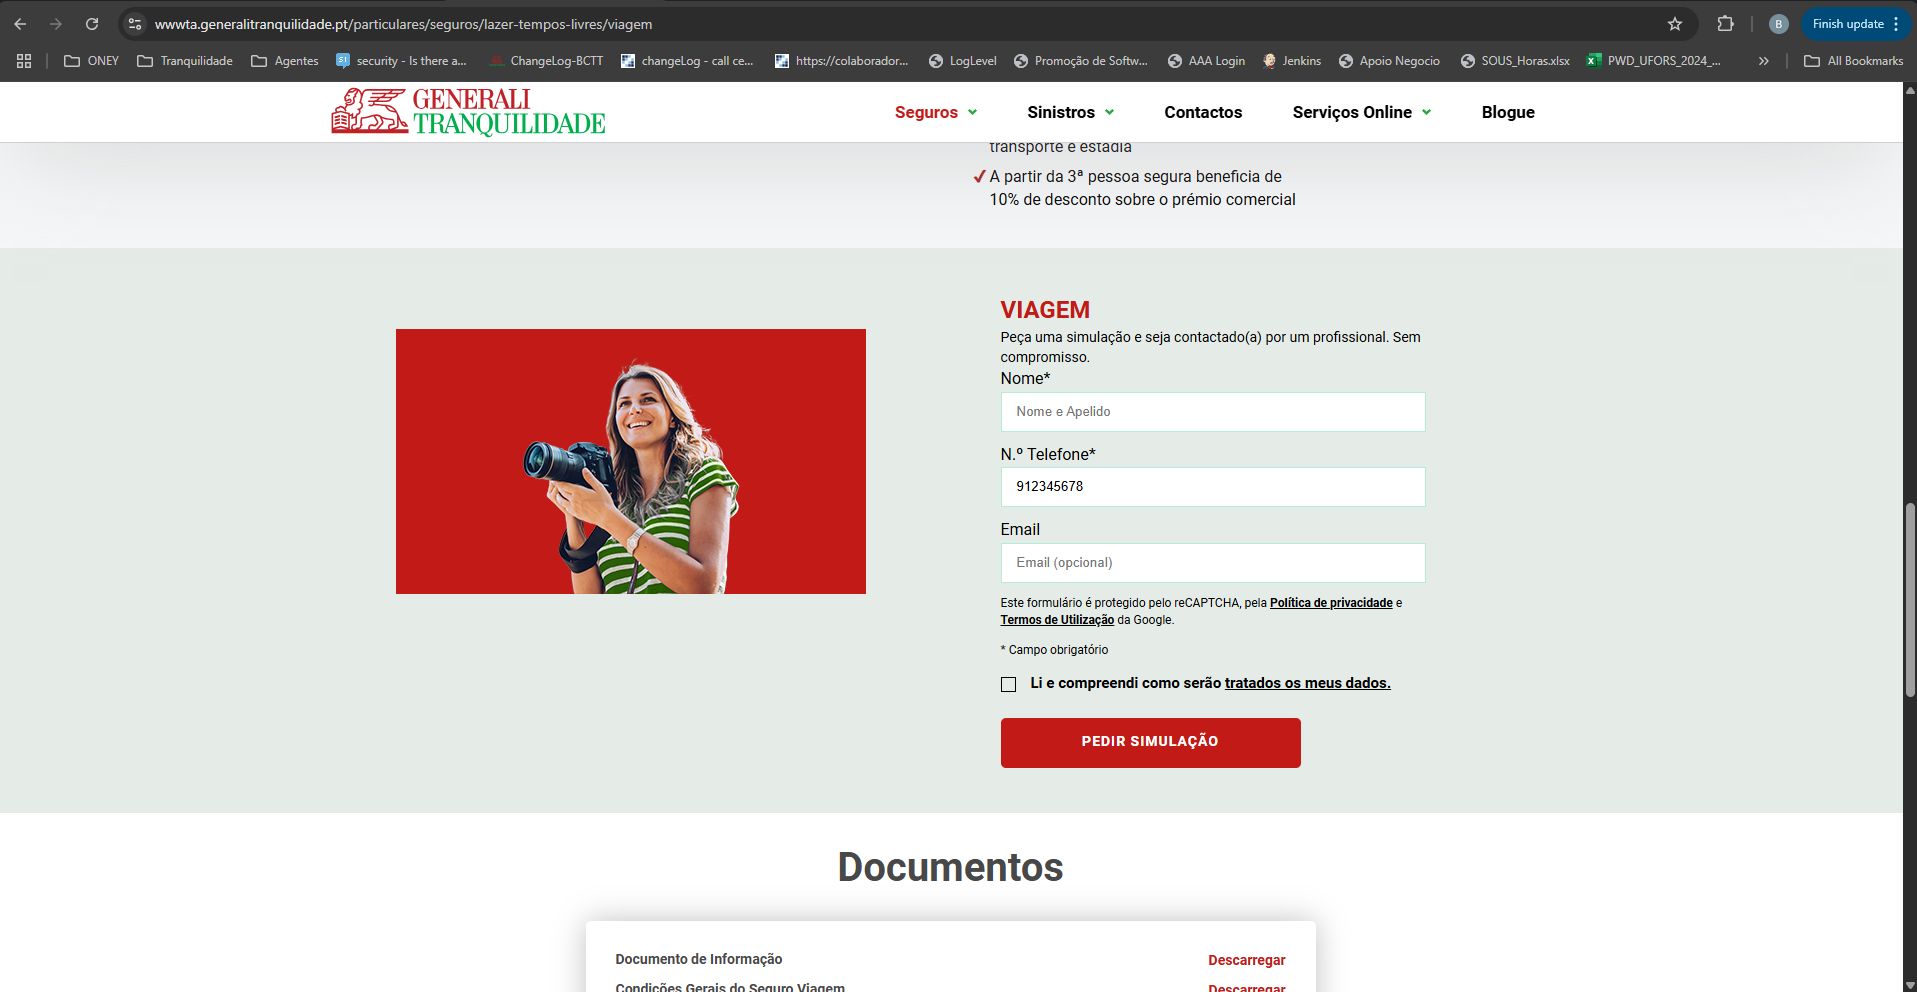 wwwta.generalitranquilidade.pt/particulares/seguros/lazer-tempos-livres/viagem
B
Finish update
ONEY
Tranquilidade
Agentes
security - Is there a...
ChangeLog-BCTT
changeLog - call ce...
https://colaborador...
LogLevel
Promoção de Softw...
AAA Login
Jenkins
Apoio Negocio
SOUS_Horas.xlsx
PWD_UFORS_2024_...
»
All Bookmarks
GENERALI
TRANQUILIDADE
Seguros
Sinistros
Contactos
Serviços Online
Blogue
transporte e estadia
A partir da 3ª pessoa segura beneficia de
10% de desconto sobre o prémio comercial
VIAGEM
Peça uma simulação e seja contactado(a) por um profissional. Sem
compromisso.
Nome*
Nome e Apelido
N.º Telefone*
912345678
Email
Email (opcional)
Este formulário é protegido pelo reCAPTCHA, pela Política de privacidade e
Termos de Utilização da Google.
* Campo obrigatório
Li e compreendi como serão tratados os meus dados.
PEDIR SIMULAÇÃO
Documentos
Documento de Informação
Descarregar
Condições Gerais do Seguro Viagem
Descarregar